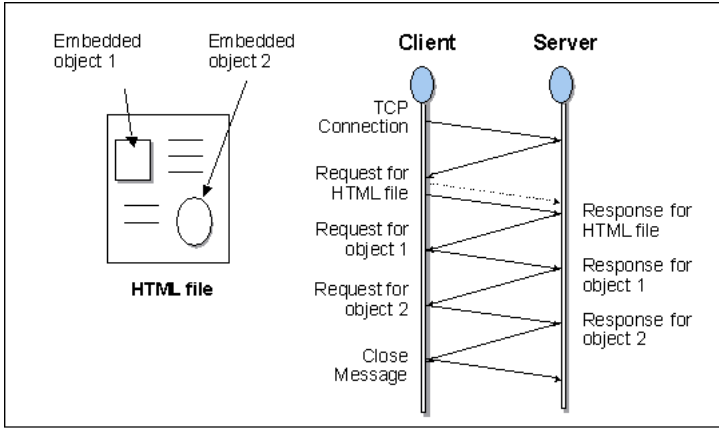 Embedded
object 1
Embedded
object 2
HTML file
Client
Server
TCP
Connection
Request for
HTML file
Response for
HTML file
Request for
object 1
Response for
object 1
Request for
object 2
Response for
object 2
Close
Message